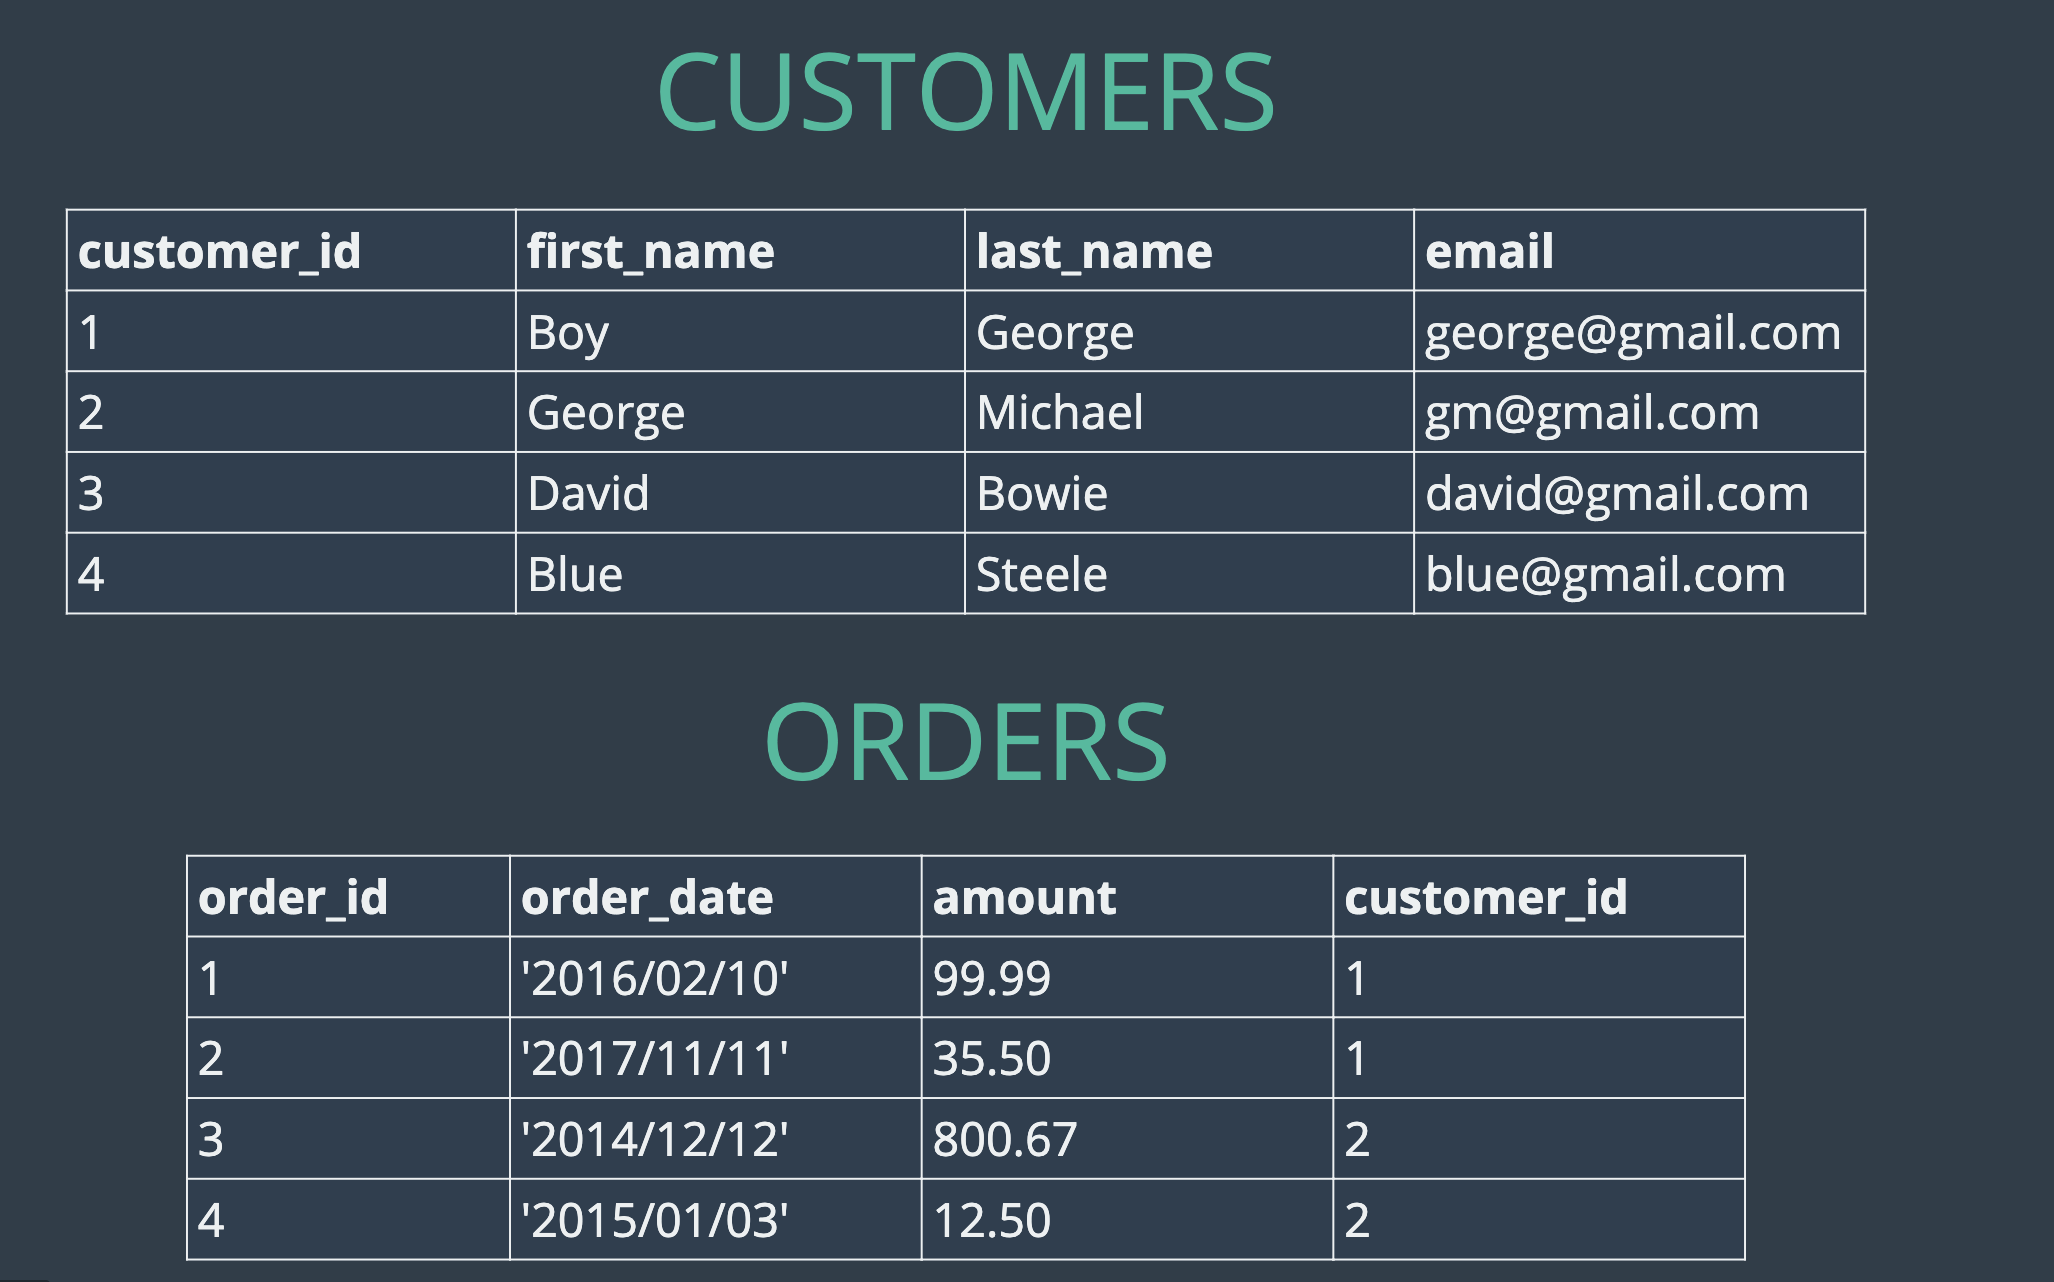 CUSTOMERS
customer_id first_name last_name email
1 Boy George george@gmail.com
2 George Michael gm@gmail.com
3 David Bowie david@gmail.com
4 Blue Steele blue@gmail.com
ORDERS
order_id order_date amount customer_id
1 '2016/02/10' 99.99 1
2 '2017/11/11' 35.50 1
3 '2014/12/12' 800.67 2
4 '2015/01/03' 12.50 2